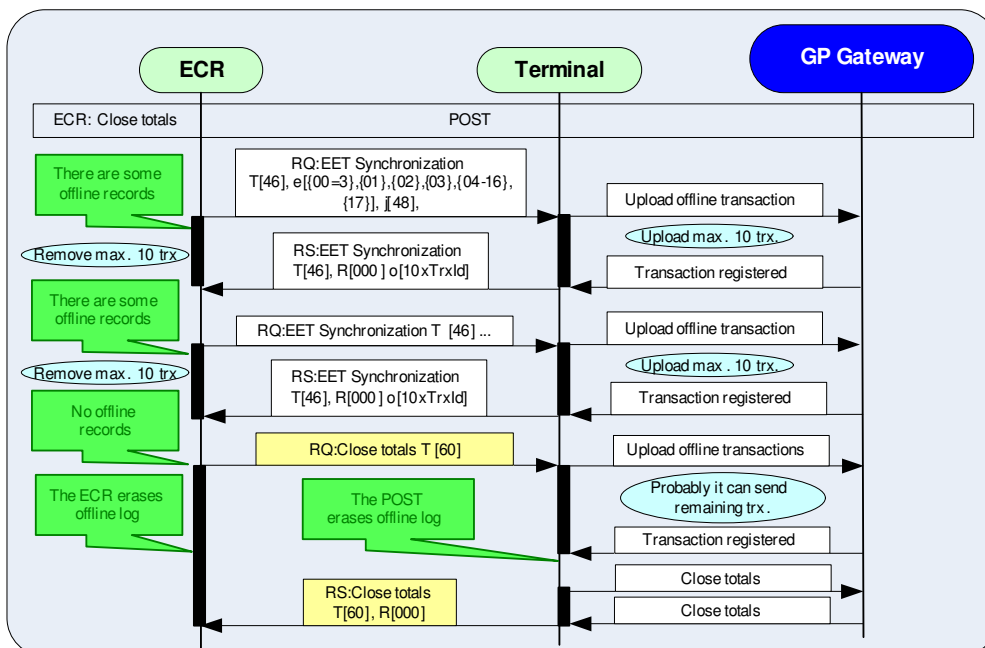 ECR
Terminal
GP Gateway
ECR: Close totals
POST
There are some
offline records
RQ:EET Synchronization
T[46], e[{00=3},{01},{02},{03},{04-16},
{17}], j[48],
Upload offline transaction
Upload max. 10 trx.
Remove max. 10 trx
RS:EET Synchronization
T[46], R[000 ] o[10xTrxId]
Transaction registered
There are some
offline records
RQ:EET Synchronization T [46] ...
Upload offline transaction
Remove max. 10 trx
RS:EET Synchronization
T[46], R[000 ] o[10xTrxId]
Upload max . 10 trx.
Transaction registered
No offline
records
RQ:Close totals T [60]
Upload offline transactions
The ECR erases
offline log
The POST
erases offline log
Probably it can send
remaining trx.
Transaction registered
Close totals
RS:Close totals
T[60], R[000]
Close totals